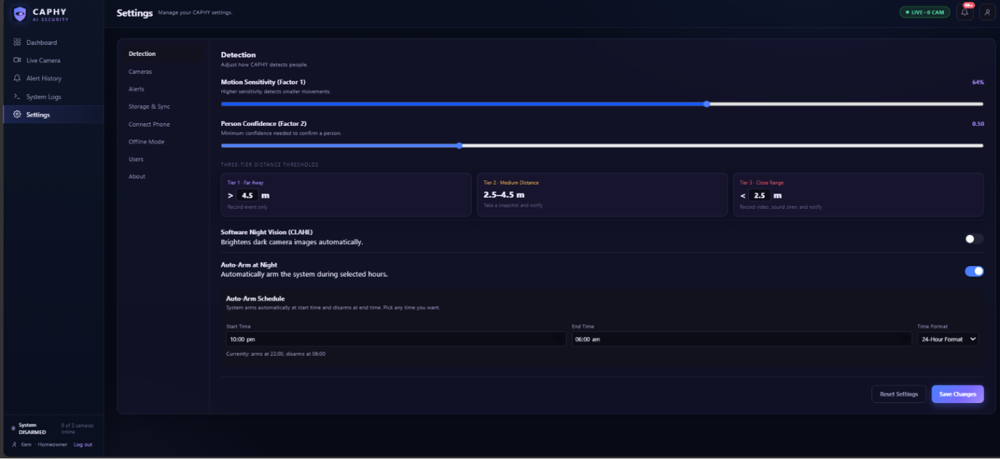 CAPHY
AI SECURITY
Dashboard
Live Camera
Alert History
System Logs
Settings
System
DISARMED
0 of 2 cameras
online
Kem · Homeowner Log out
Settings Manage your CAPHY settings.
LIVE · 0 CAM
99+
Detection
Cameras
Alerts
Storage & Sync
Connect Phone
Offline Mode
Users
About
Detection
Adjust how CAPHY detects people.
Motion Sensitivity (Factor 1) 64%
Higher sensitivity detects smaller movements.
Person Confidence (Factor 2) 0.50
Minimum confidence needed to confirm a person.
THREE-TIER DISTANCE THRESHOLDS
Tier 1 · Far Away
> 4.5 m
Record event only
Tier 2 · Medium Distance
2.5–4.5 m
Take a snapshot and notify
Tier 3 · Close Range
< 2.5 m
Record video, sound siren, and notify
Software Night Vision (CLAHE)
Brightens dark camera images automatically.
Auto-Arm at Night
Automatically arm the system during selected hours.
Auto-Arm Schedule
System arms automatically at start time and disarms at end time. Pick any time you want.
Start Time
10:00 pm
End Time
06:00 am
Time Format
24-Hour Format
Currently: arms at 22:00, disarms at 06:00
Reset Settings
Save Changes